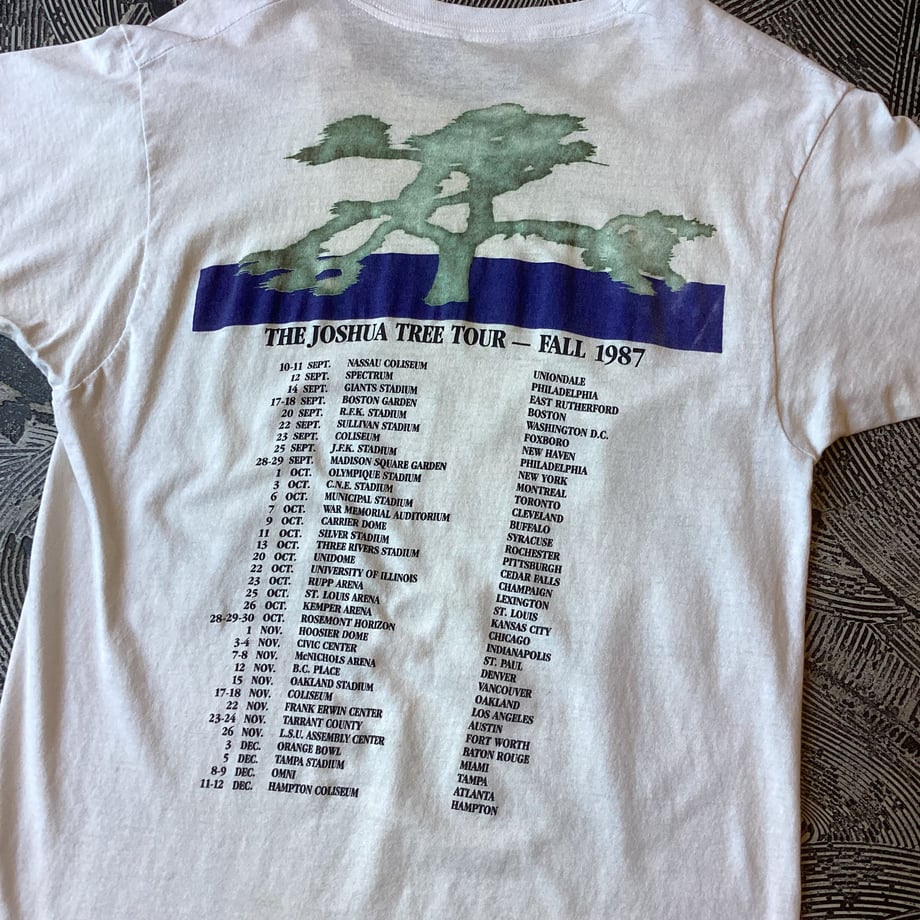 THE JOSHUA TREE TOUR — FALL 1987
10-11 SEPT. NASSAU COLISEUM UNIONDALE
12 SEPT. SPECTRUM PHILADELPHIA
14 SEPT. GIANTS STADIUM EAST RUTHERFORD
17-18 SEPT. BOSTON GARDEN BOSTON
20 SEPT. R.F.K. STADIUM WASHINGTON D.C.
22 SEPT. SULLIVAN STADIUM FOXBORO
23 SEPT. COLISEUM NEW HAVEN
25 SEPT. J.F.K. STADIUM PHILADELPHIA
28-29 SEPT. MADISON SQUARE GARDEN NEW YORK
1 OCT. OLYMPIQUE STADIUM MONTREAL
3 OCT. C.N.E. STADIUM TORONTO
6 OCT. MUNICIPAL STADIUM CLEVELAND
7 OCT. WAR MEMORIAL AUDITORIUM BUFFALO
9 OCT. CARRIER DOME SYRACUSE
11 OCT. SILVER STADIUM ROCHESTER
13 OCT. THREE RIVERS STADIUM PITTSBURGH
20 OCT. UNIDOME CEDAR FALLS
22 OCT. UNIVERSITY OF ILLINOIS CHAMPAIGN
23 OCT. RUPP ARENA LEXINGTON
25 OCT. ST. LOUIS ARENA ST. LOUIS
26 OCT. KEMPER ARENA KANSAS CITY
28-29-30 OCT. ROSEMONT HORIZON CHICAGO
1 NOV. HOOSIER DOME INDIANAPOLIS
3-4 NOV. CIVIC CENTER ST. PAUL
7-8 NOV. McNICHOLS ARENA DENVER
12 NOV. B.C. PLACE VANCOUVER
15 NOV. OAKLAND STADIUM OAKLAND
17-18 NOV. COLISEUM LOS ANGELES
22 NOV. FRANK ERWIN CENTER AUSTIN
23-24 NOV. TARRANT COUNTY FORT WORTH
26 NOV. L.S.U. ASSEMBLY CENTER BATON ROUGE
3 DEC. ORANGE BOWL MIAMI
5 DEC. TAMPA STADIUM TAMPA
8-9 DEC. OMNI ATLANTA
11-12 DEC. HAMPTON COLISEUM HAMPTON